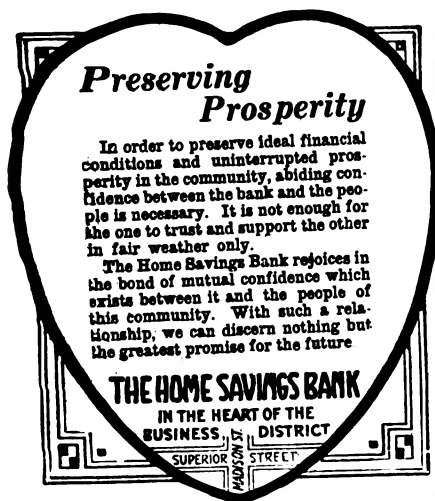 Preserving
Prosperity
In order to preserve ideal financial
conditions and uninterrupted pros-
perity in the community, abiding con-
fidence between the bank and the peo-
ple is necessary. It is not enough for
the one to trust and support the other
in fair weather only.
The Home Savings Bank rejoices in
the bond of mutual confidence which
exists between it and the people of
this community. With such a rela-
tionship, we can discern nothing but
the greatest promise for the future
THE HOME SAVINGS BANK
IN THE HEART OF THE
BUSINESS DISTRICT
SUPERIOR STREET
MADISON ST.